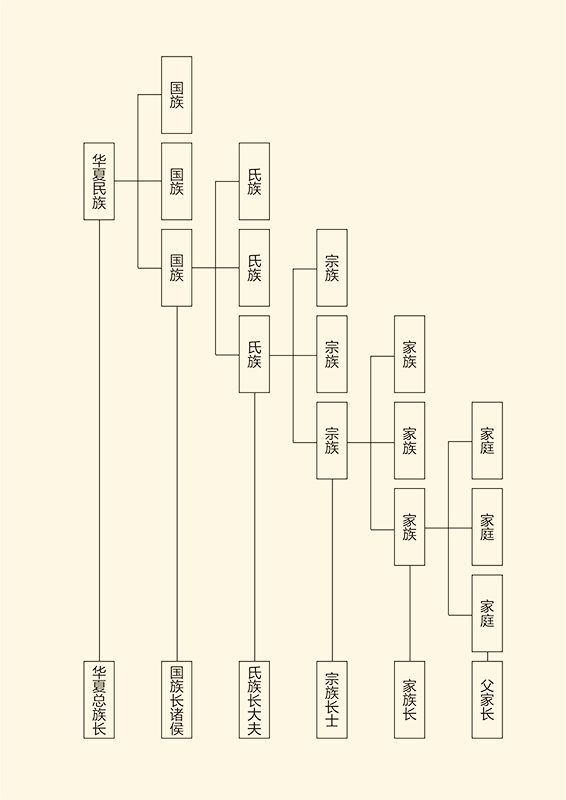 华夏民族
国族
国族
国族
氏族
氏族
氏族
宗族
宗族
宗族
家族
家族
家族
家庭
家庭
家庭
华夏总族长
国族长诸侯
氏族长大夫
宗族长士
家族长
父家长